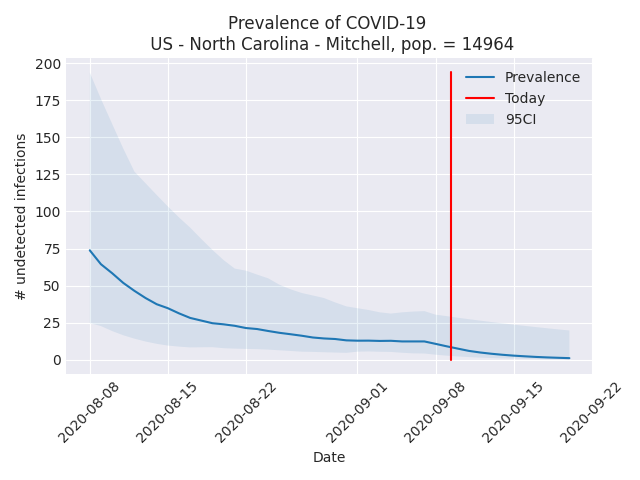 Prevalence of COVID-19
US - North Carolina - Mitchell, pop. = 14964
200
175
150
125
100
75
50
25
0
# undetected infections
Prevalence
Today
95CI
2020-08-08
2020-08-15
2020-08-22
2020-09-01
2020-09-08
2020-09-15
2020-09-22
Date